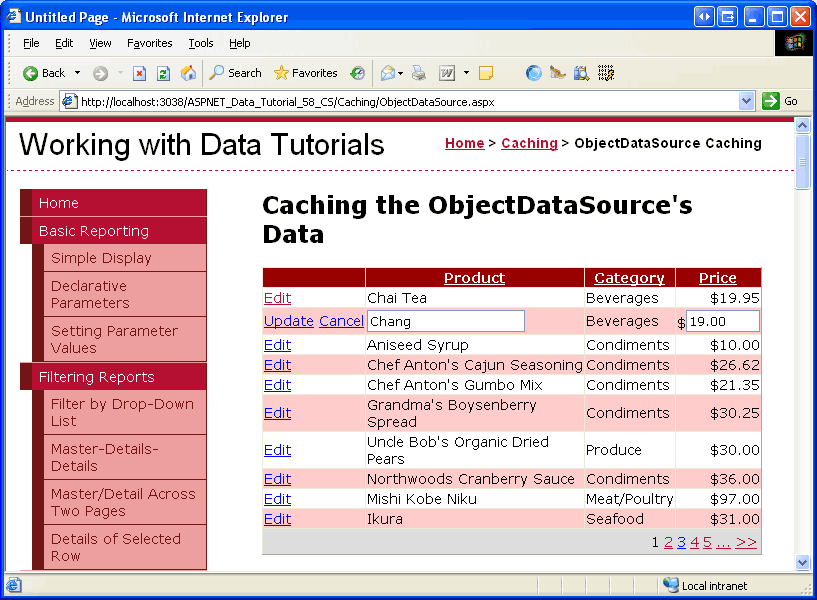 Untitled Page - Microsoft Internet Explorer
File Edit View Favorites Tools Help
Back Search Favorites
Address http://localhost:3038/ASPNET_Data_Tutorial_58_CS/Caching/ObjectDataSource.aspx Go
Working with Data Tutorials
Home > Caching > ObjectDataSource Caching
Home
Basic Reporting
Simple Display
Declarative
Parameters
Setting Parameter
Values
Filtering Reports
Filter by Drop-Down
List
Master-Details-
Details
Master/Detail Across
Two Pages
Details of Selected
Row
Caching the ObjectDataSource's
Data
Product Category Price
Edit Chai Tea Beverages $19.95
Update Cancel Chang Beverages $ 19.00
Edit Aniseed Syrup Condiments $10.00
Edit Chef Anton's Cajun Seasoning Condiments $26.62
Edit Chef Anton's Gumbo Mix Condiments $21.35
Edit Grandma's Boysenberry
Spread Condiments $30.25
Edit Uncle Bob's Organic Dried
Pears Produce $30.00
Edit Northwoods Cranberry Sauce Condiments $36.00
Edit Mishi Kobe Niku Meat/Poultry $97.00
Edit Ikura Seafood $31.00
1 2 3 4 5 ... >>
Local intranet